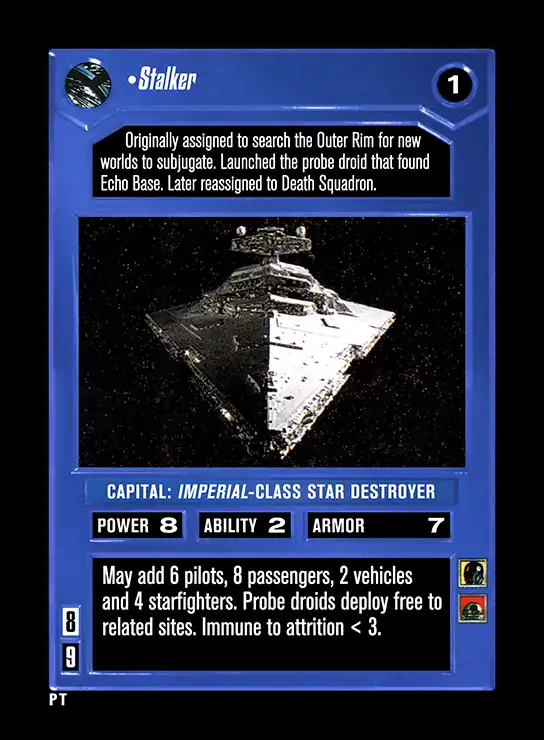 •Stalker
1
Originally assigned to search the Outer Rim for new
worlds to subjugate. Launched the probe droid that found
Echo Base. Later reassigned to Death Squadron.
CAPITAL: IMPERIAL-CLASS STAR DESTROYER
POWER 8 ABILITY 2 ARMOR 7
May add 6 pilots, 8 passengers, 2 vehicles
and 4 starfighters. Probe droids deploy free to
related sites. Immune to attrition < 3.
8
9
PT